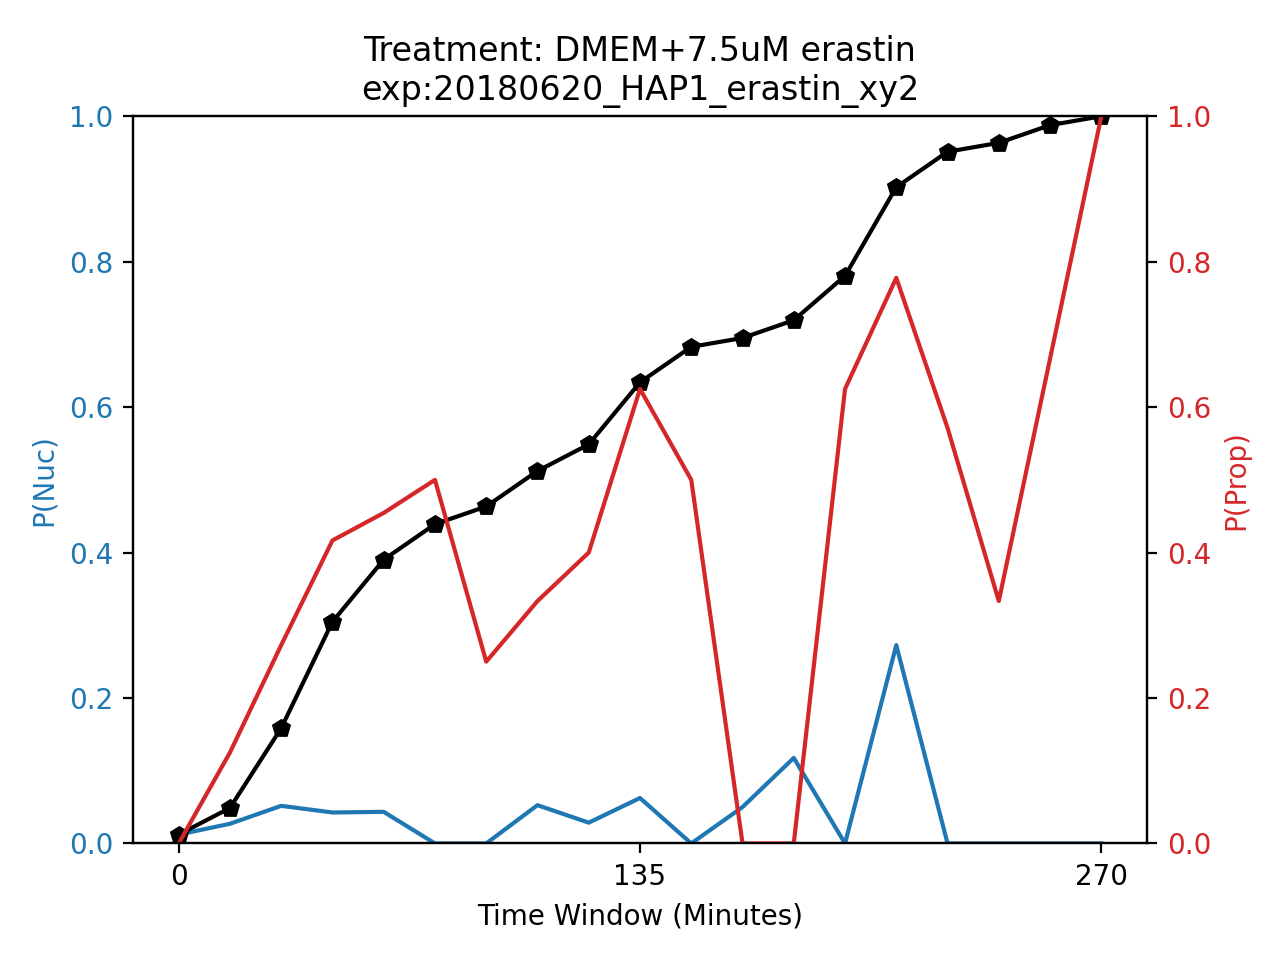 Treatment: DMEM+7.5uM erastin
exp:20180620_HAP1_erastin_xy2
1.0
0.8
0.6
0.4
0.2
0.0
P(Nuc)
1.0
0.8
0.6
0.4
0.2
0.0
P(Prop)
0 135 270
Time Window (Minutes)